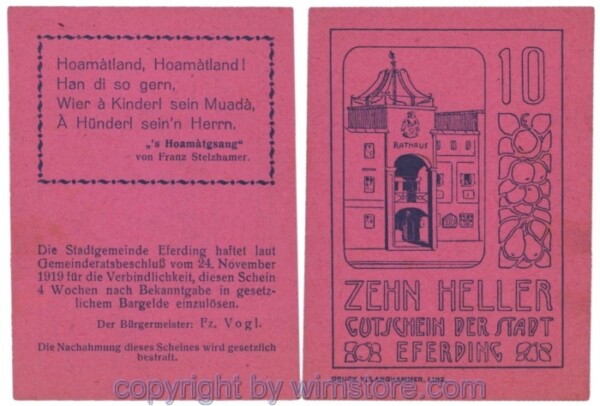 Hoamàtland, Hoamàtland!
Han di so gern,
Wier à Kinderl sein Muadà,
À Hünderl sein'n Herrn.
„'s Hoamàtgsang"
von Franz Stelzhamer.
Die Stadtgemeinde Eferding haftet laut
Gemeinderatsbeschluß vom 24. November
1919 für die Verbindlichkeit, diesen Schein
4 Wochen nach Bekanntgabe in gesetz-
lichem Bargelde einzulösen.
Der Bürgermeister: Fz. Vogl.
Die Nachahmung dieses Scheines wird gesetzlich
bestraft.
10
RATHAUS
ZEHN HELLER
GUTSCHEIN DER STADT
EFERDING
DRUCK LANGHAMMER, LINZ
copyright by wimstore.com